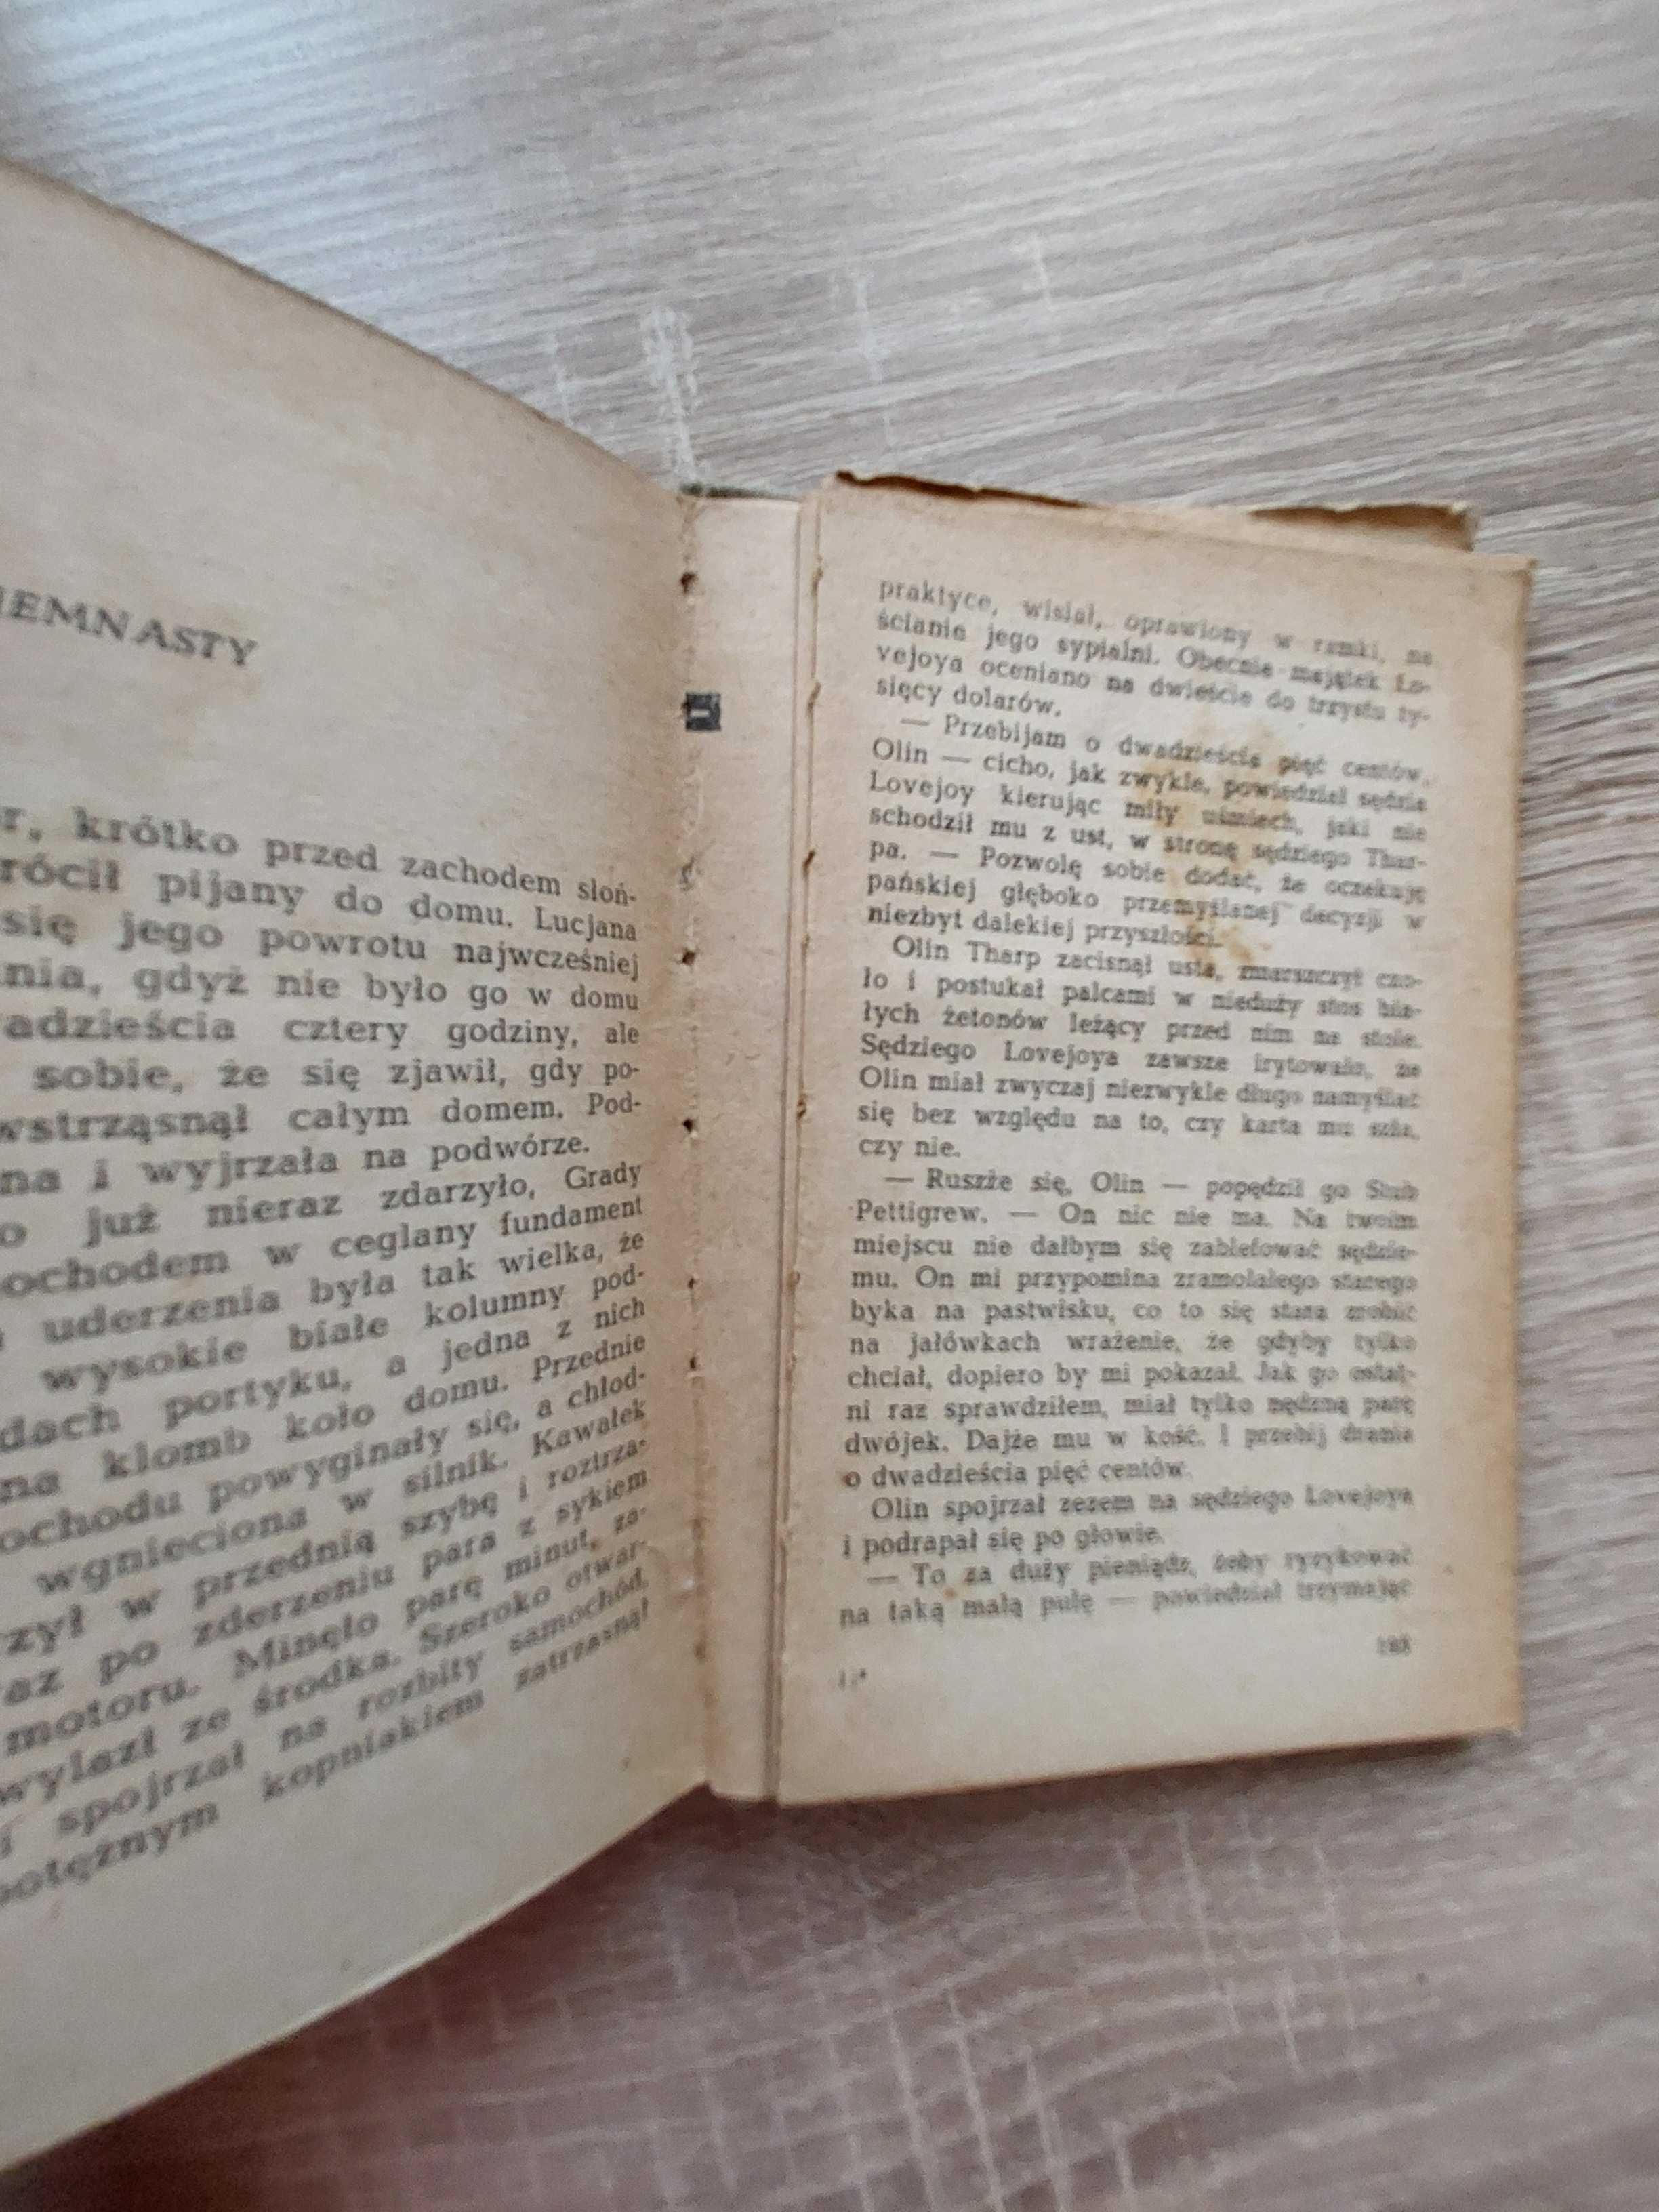 IEMNASTY
r, krótko przed zachodem słoń-
rócił pijany do domu. Lucjana
się jego powrotu najwcześniej
nia, gdyż nie było go w domu
adzieścia cztery godziny, ale
sobie, że się zjawił, gdy po-
wstrząsnął całym domem. Pod-
na i wyjrzała na podwórze.
o już nieraz zdarzyło, Grady
ochodem w ceglany fundament
uderzenia była tak wielka, że
wysokie białe kolumny pod-
dach portyku, a jedna z nich
na klomb koło domu. Przednie
ochodu powyginały się, a chłod-
wgnieciona w silnik. Kawałek
zył w przednią szybę i roztrza-
az po zderzeniu para z sykiem
motoru. Minęło parę minut, za-
wylazł ze środka. Szeroko otwar-
i spojrzał na rozbity samochód,
potężnym kopniakiem zatrzasnął
praktyce, wisiał, oprawiony w ramki, na
ścianie jego sypialni. Obecnie majątek Lo-
vejoya oceniano na dwieście do trzystu ty-
sięcy dolarów.
— Przebijam o dwadzieścia pięć centów,
Olin — cicho, jak zwykle, powiedział sędzia
Lovejoy kierując miły uśmiech, jaki nie
schodził mu z ust, w stronę sędziego Thar-
pa. — Pozwolę sobie dodać, że oczekuję
pańskiej głęboko przemyślanej decyzji w
niezbyt dalekiej przyszłości.
Olin Tharp zacisnął usta, zmarszczył czo-
ło i postukał palcami w nieduży stos bia-
łych żetonów leżący przed nim na stole.
Sędziego Lovejoya zawsze irytowało, że
Olin miał zwyczaj niezwykle długo namyślać
się bez względu na to, czy karta mu szła,
czy nie.
— Ruszże się, Olin — popędził go Stub
Pettigrew. — On nic nie ma. Na twoim
miejscu nie dałbym się zablefować sędzie-
mu. On mi przypomina zramolałego starego
byka na pastwisku, co to się stara zrobić
na jałówkach wrażenie, że gdyby tylko
chciał, dopiero by mi pokazał. Jak go ostat-
ni raz sprawdziłem, miał tylko nędzną parę
dwójek. Dajże mu w kość. I przebij drania
o dwadzieścia pięć centów.
Olin spojrzał zezem na sędziego Lovejoya
i podrapał się po głowie.
— To za duży pieniądz, żeby ryzykować
na taką małą pulę — powiedział trzymając